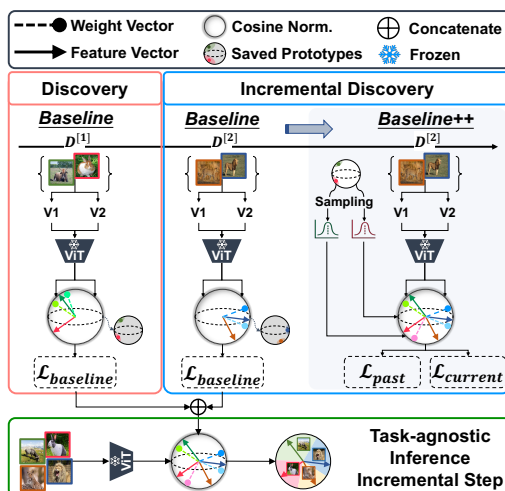 Weight Vector
Cosine Norm.
Concatenate
Feature Vector
Saved Prototypes
Frozen
Discovery
Incremental Discovery
Baseline
Baseline
Baseline++
D[1]
D[2]
D[2]
Sampling
V1
V2
V1
V2
V1
V2
ViT
ViT
ViT
ℒbaseline
ℒbaseline
ℒpast
ℒcurrent
ViT
Task-agnostic
Inference
Incremental Step